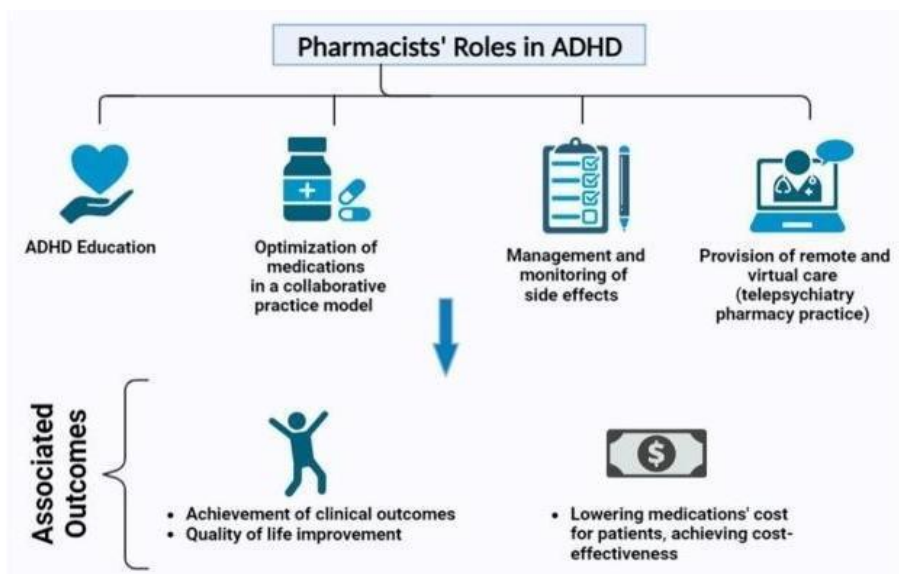 Pharmacists' Roles in ADHD
ADHD Education
Optimization of
medications
in a collaborative
practice model
Management and
monitoring of
side effects
Provision of remote and
virtual care
(telepsychiatry
pharmacy practice)
Associated
Outcomes
• Achievement of clinical outcomes
• Quality of life improvement
• Lowering medications' cost
for patients, achieving cost-
effectiveness